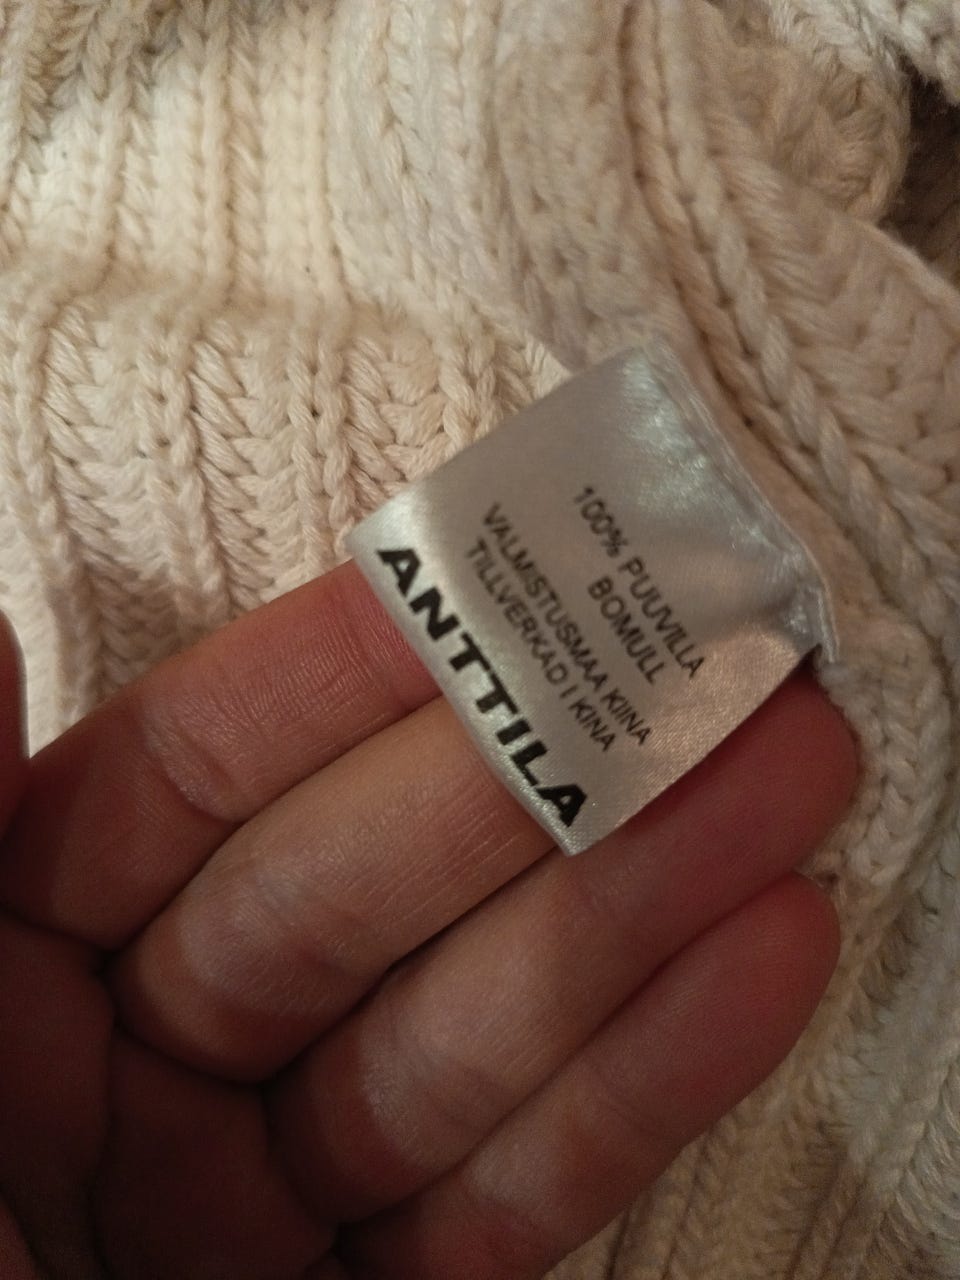 100% PUUVILLA
BOMULL
VALMISTUSMAA KIINA
TILLVERKAD I KINA
ANTTILA